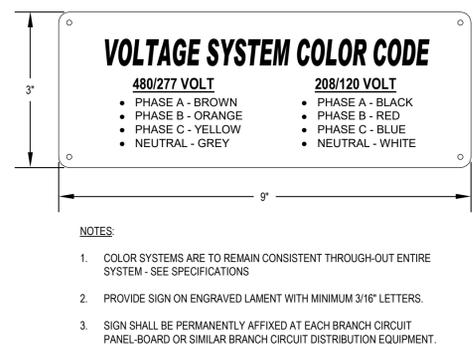 VOLTAGE SYSTEM COLOR CODE
480/277 VOLT
• PHASE A - BROWN
• PHASE B - ORANGE
• PHASE C - YELLOW
• NEUTRAL - GREY
208/120 VOLT
• PHASE A - BLACK
• PHASE B - RED
• PHASE C - BLUE
• NEUTRAL - WHITE
3"
9"
NOTES:
1. COLOR SYSTEMS ARE TO REMAIN CONSISTENT THROUGH-OUT ENTIRE
SYSTEM - SEE SPECIFICATIONS
2. PROVIDE SIGN ON ENGRAVED LAMENT WITH MINIMUM 3/16" LETTERS.
3. SIGN SHALL BE PERMANENTLY AFFIXED AT EACH BRANCH CIRCUIT
PANEL-BOARD OR SIMILAR BRANCH CIRCUIT DISTRIBUTION EQUIPMENT.